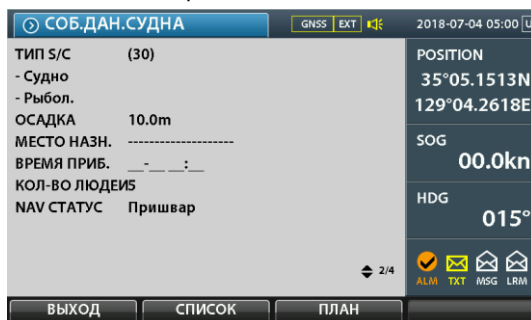 СОБ.ДАН.СУДНА GNSS EXT 2018-07-04 05:00 U
ТИП S/C (30)
- Судно
- Рыбол.
ОСАДКА 10.0m
МЕСТО НАЗН. --------------------
ВРЕМЯ ПРИБ. __-__ __:__
КОЛ-ВО ЛЮДЕИ5
NAV СТАТУС Пришвар
2/4
POSITION
35°05.1513N
129°04.2618E
SOG
00.0kn
HDG
015°
ALM TXT MSG LRM
ВЫХОД СПИСОК ПЛАН